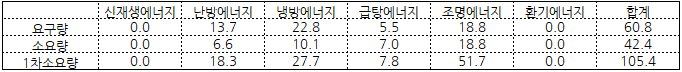 신재생에너지 난방에너지 냉방에너지 급탕에너지 조명에너지 환기에너지 합계
요구량 0.0 13.7 22.8 5.5 18.8 0.0 60.8
소요량 0.0 6.6 10.1 7.0 18.8 0.0 42.4
1차소요량 0.0 18.3 27.7 7.8 51.7 0.0 105.4